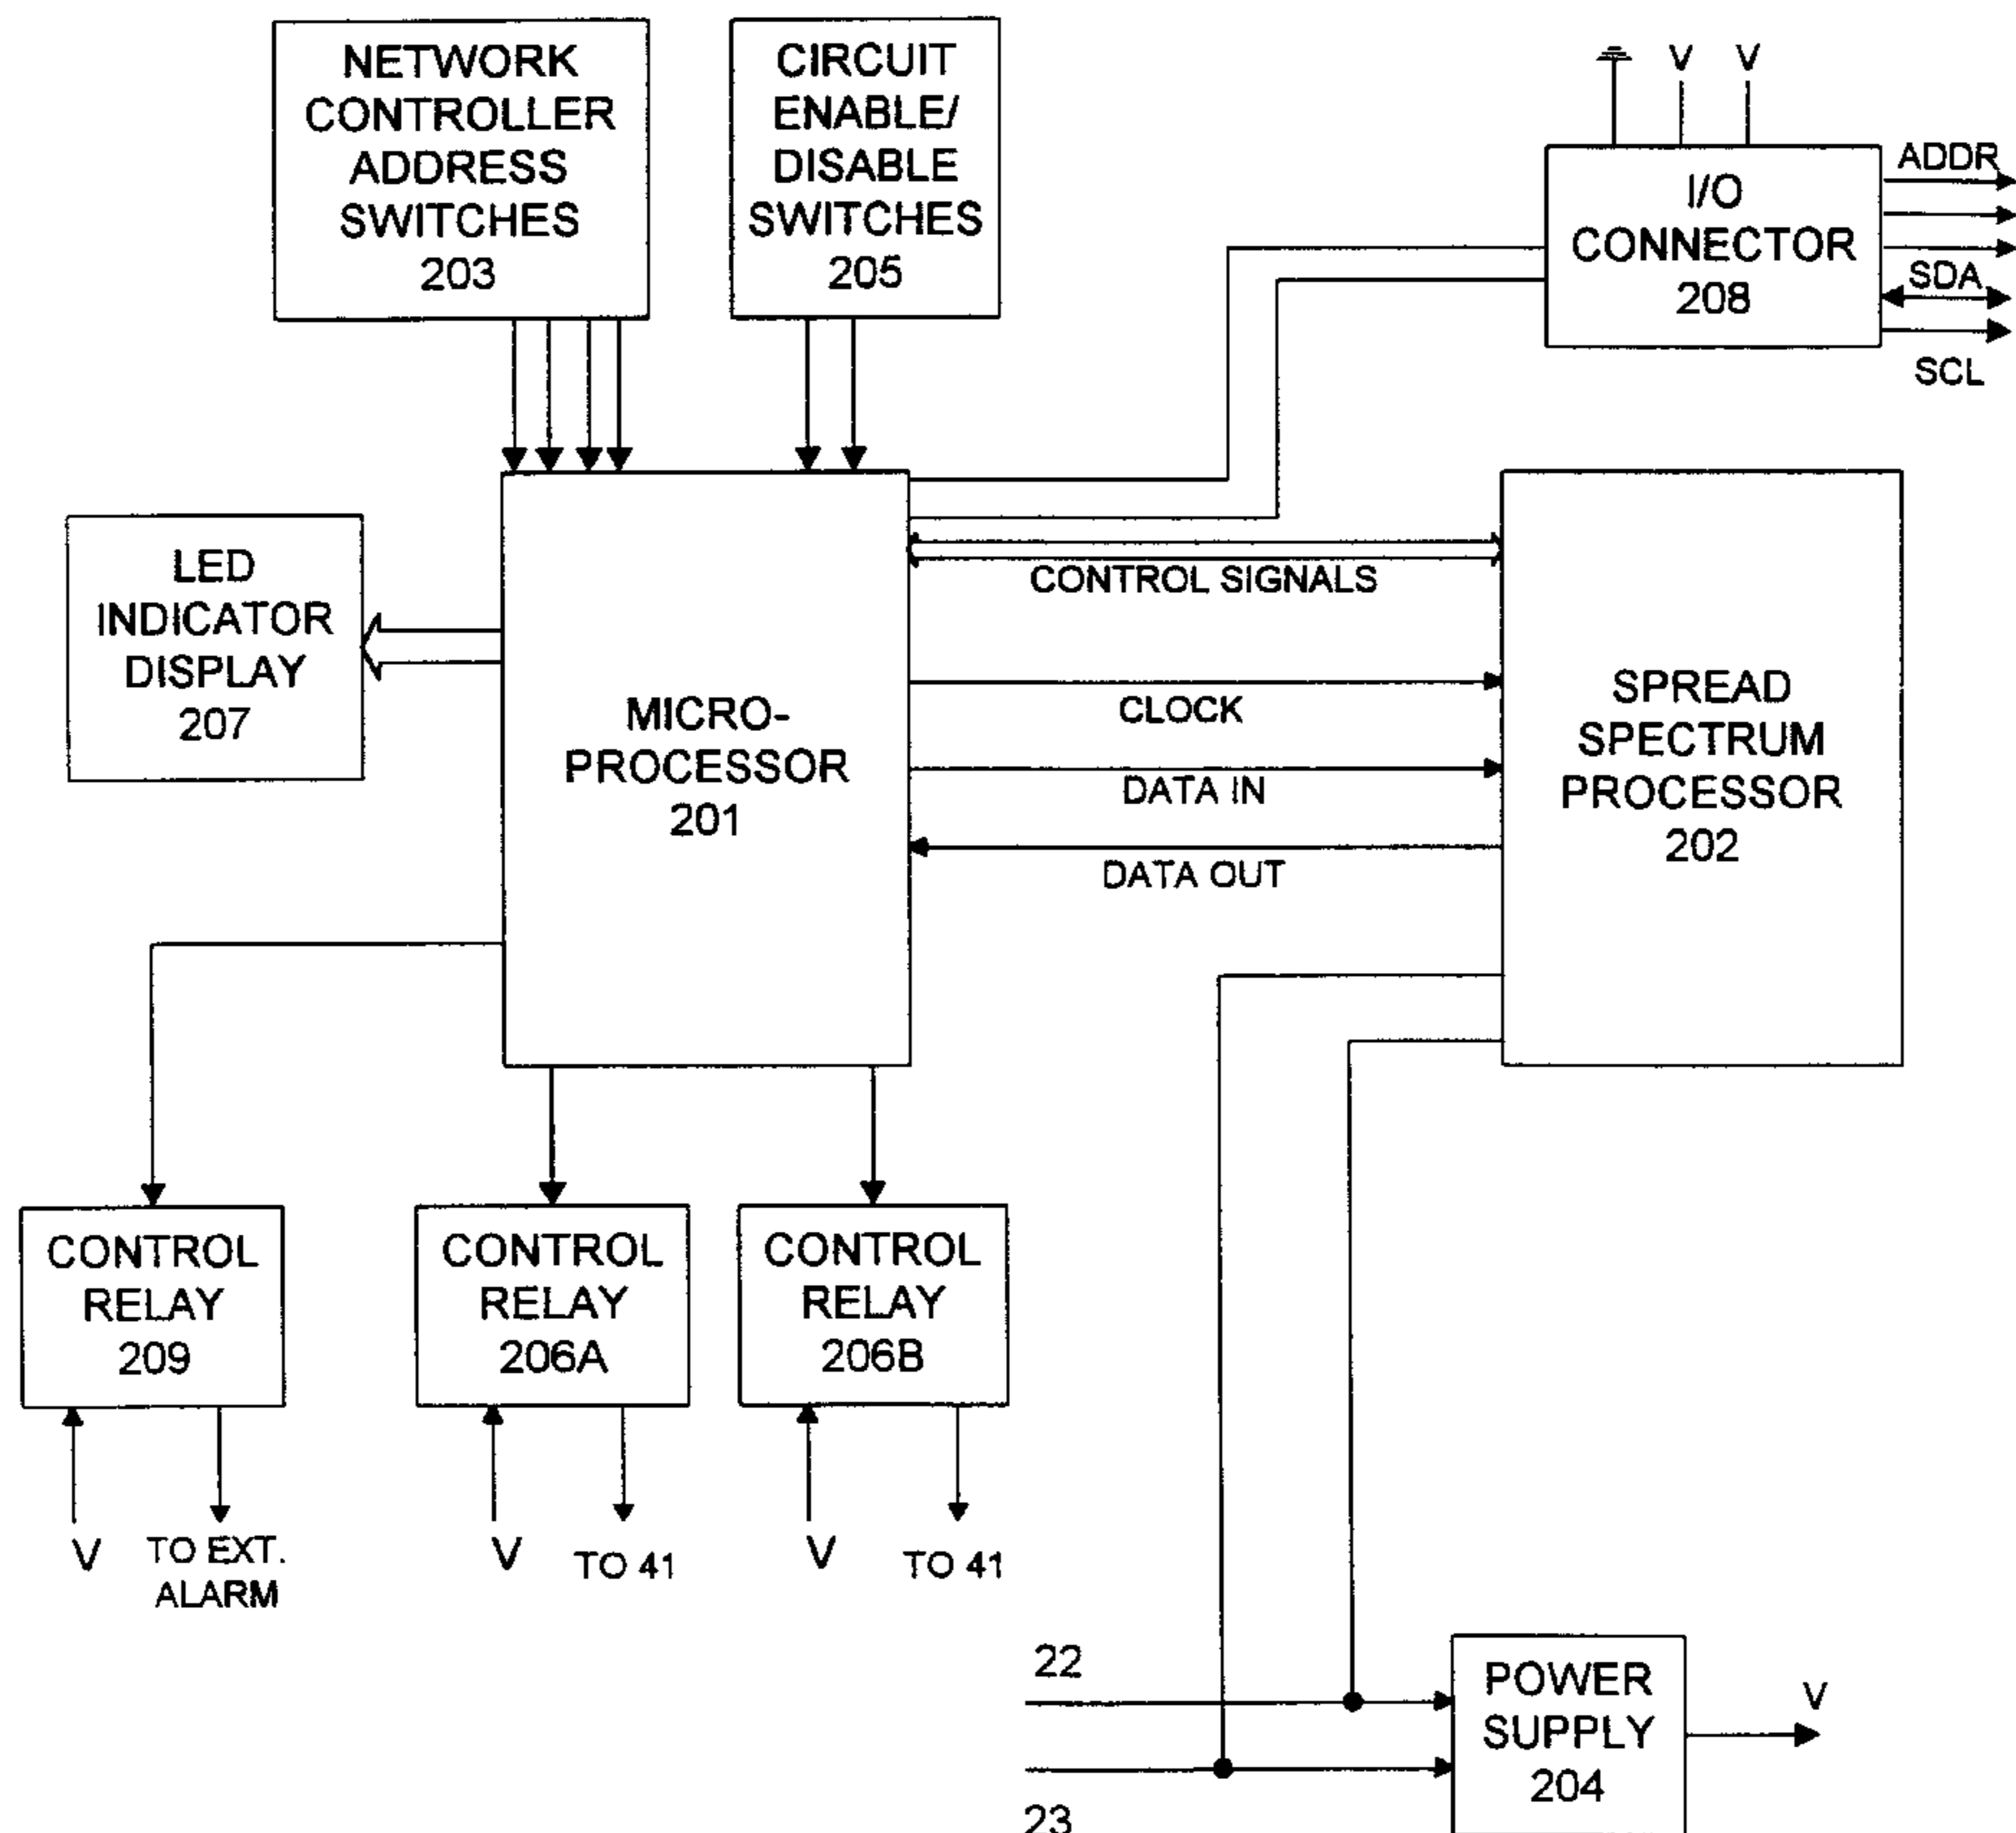 NETWORK
CONTROLLER
ADDRESS
SWITCHES
203
CIRCUIT
ENABLE/
DISABLE
SWITCHES
205
V V
I/O
CONNECTOR
208
ADDR
SDA
SCL
LED
INDICATOR
DISPLAY
207
MICRO-
PROCESSOR
201
CONTROL SIGNALS
CLOCK
DATA IN
DATA OUT
SPREAD
SPECTRUM
PROCESSOR
202
CONTROL
RELAY
209
CONTROL
RELAY
206A
CONTROL
RELAY
206B
V
TO EXT.
ALARM
V
TO 41
V
TO 41
22
23
POWER
SUPPLY
204
V